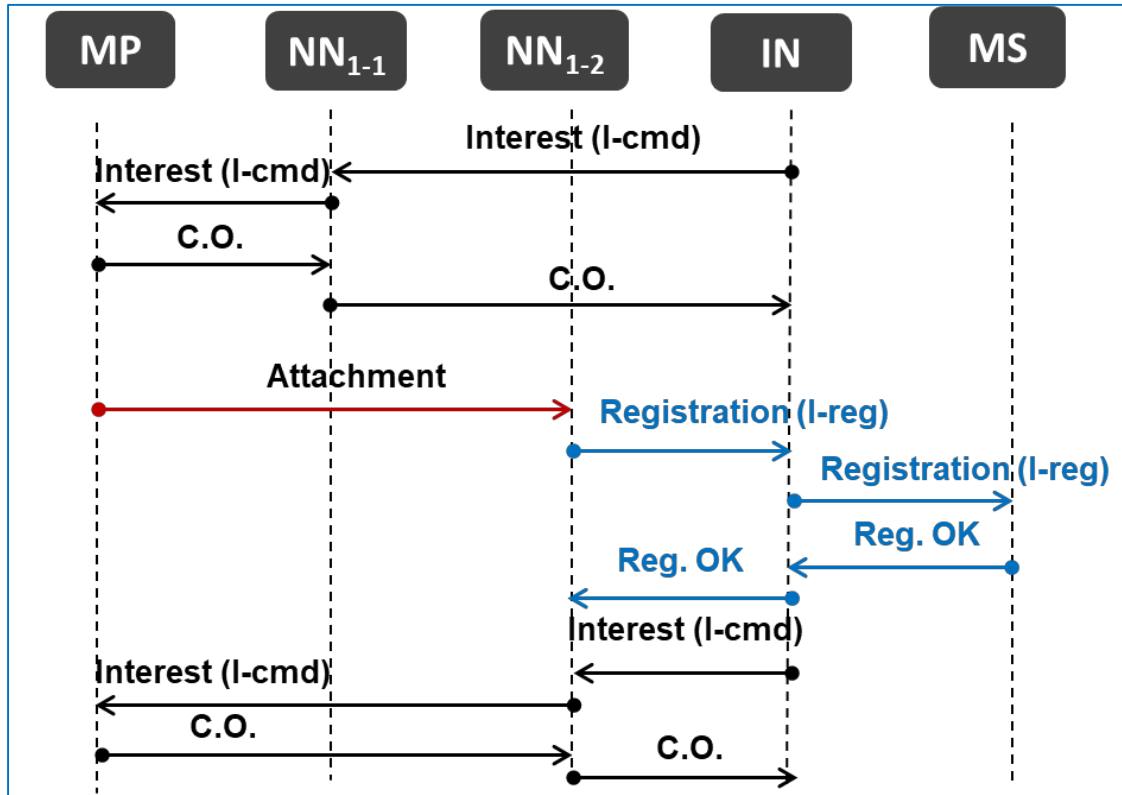 MP NN1-1 NN1-2 IN MS
Interest (I-cmd)
Interest (I-cmd)
C.O.
C.O.
Attachment
Registration (I-reg)
Registration (I-reg)
Reg. OK
Reg. OK
Interest (I-cmd)
Interest (I-cmd)
C.O.
C.O.